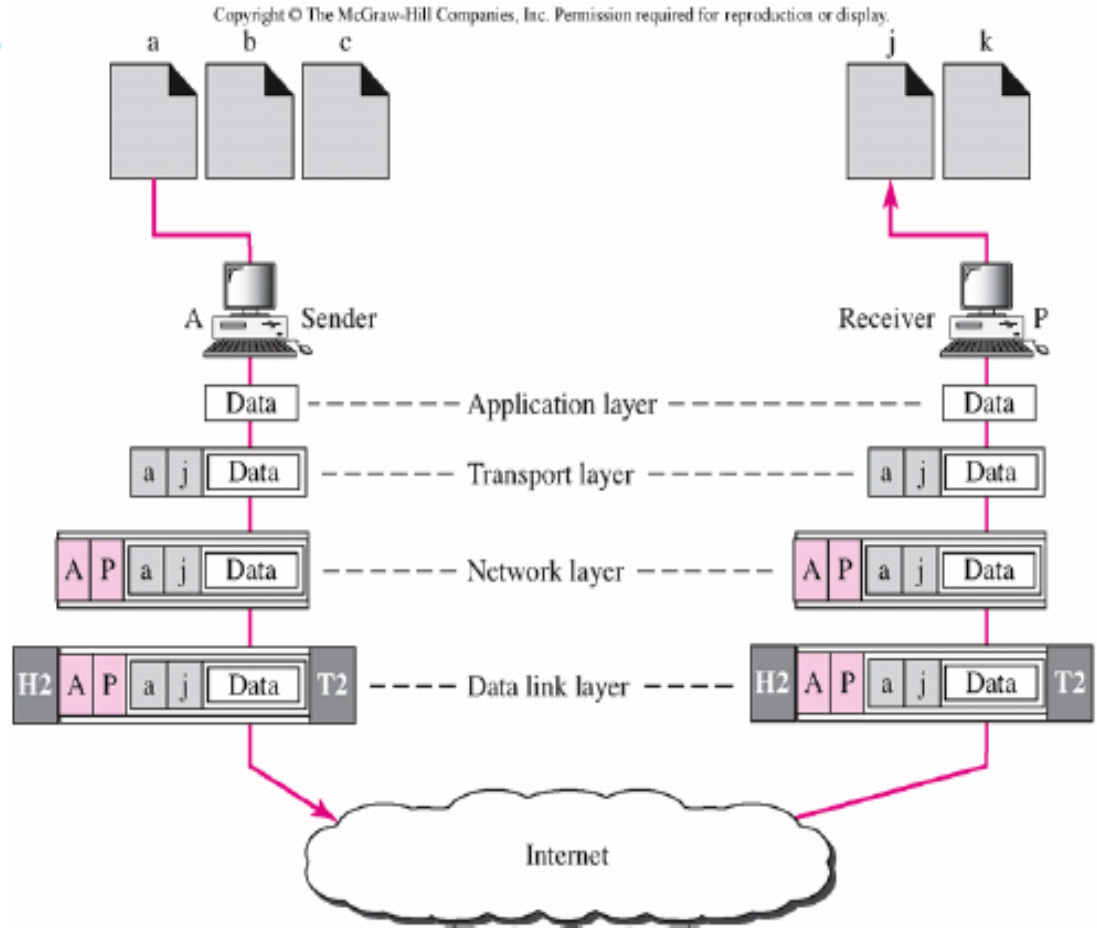 Copyright © The McGraw-Hill Companies, Inc. Permission required for reproduction or display.
a b c j k
A Sender Receiver P
Data Application layer Data
a j Data Transport layer a j Data
A P a j Data Network layer A P a j Data
H2 A P a j Data T2 Data link layer H2 A P a j Data T2
Internet